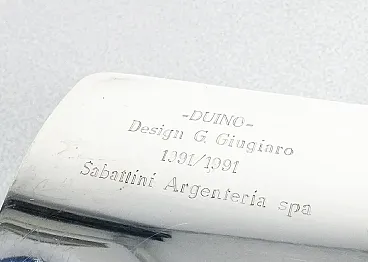 -DUINO-
Design G. Giugiaro
1991/1991
Sabattini Argenteria spa